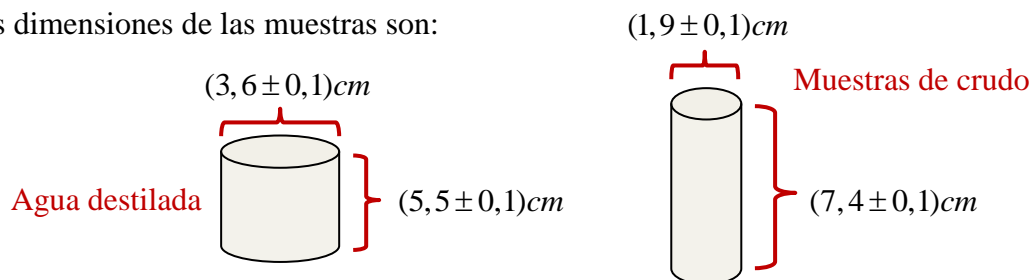 s dimensiones de las muestras son:
(1,9 ± 0,1)cm
(3,6 ± 0,1)cm
Muestras de crudo
Agua destilada
(5,5 ± 0,1)cm
(7,4 ± 0,1)cm